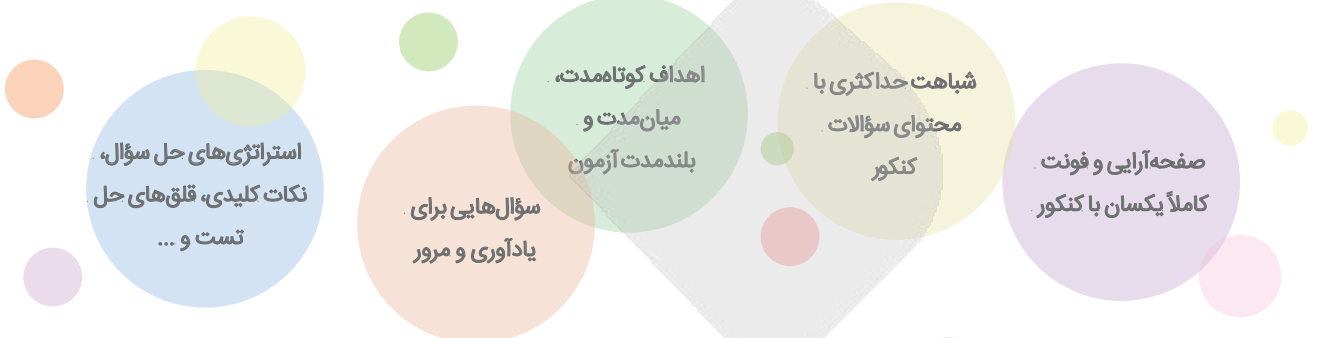 صفحه‌آرایی و فونت
کاملاً یکسان با کنکور
شباهت حداکثری با
محتوای سؤالات
کنکور
اهداف کوتاه‌مدت،
میان‌مدت و
بلندمدت آزمون
سؤال‌هایی برای
یادآوری و مرور
استراتژی‌های حل سؤال،
نکات کلیدی، قلق‌های حل
تست و ...